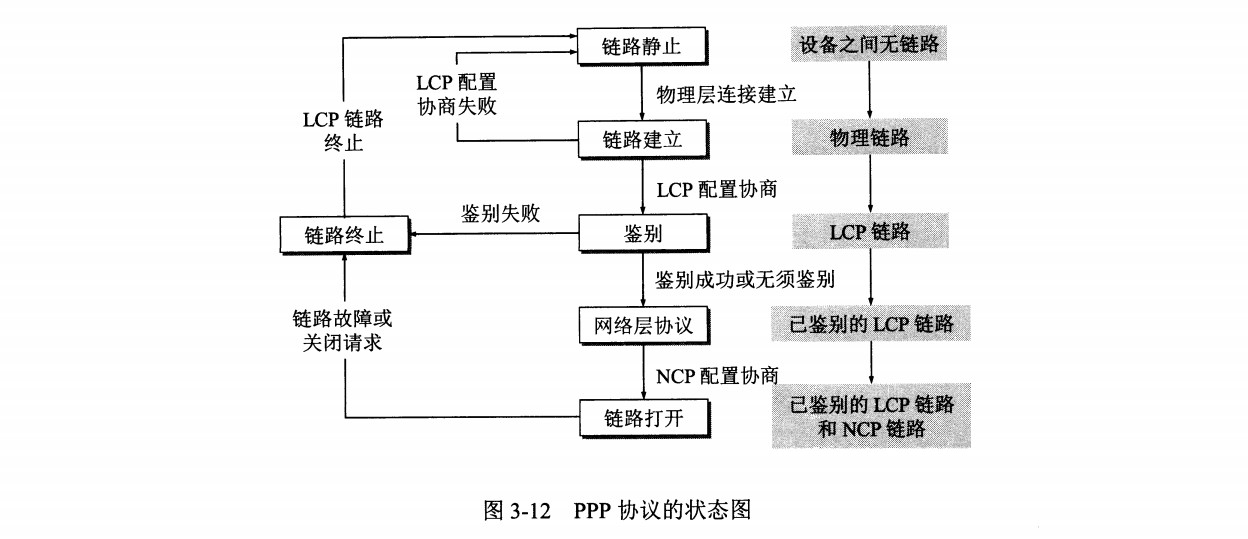 链路静止
设备之间无链路
LCP 配置
协商失败
物理层连接建立
LCP 链路
终止
链路建立
物理链路
LCP 配置协商
鉴别失败
链路终止
鉴别
LCP 链路
鉴别成功或无须鉴别
链路故障或
关闭请求
网络层协议
已鉴别的 LCP 链路
NCP 配置协商
链路打开
已鉴别的 LCP 链路
和 NCP 链路
图 3-12 PPP 协议的状态图